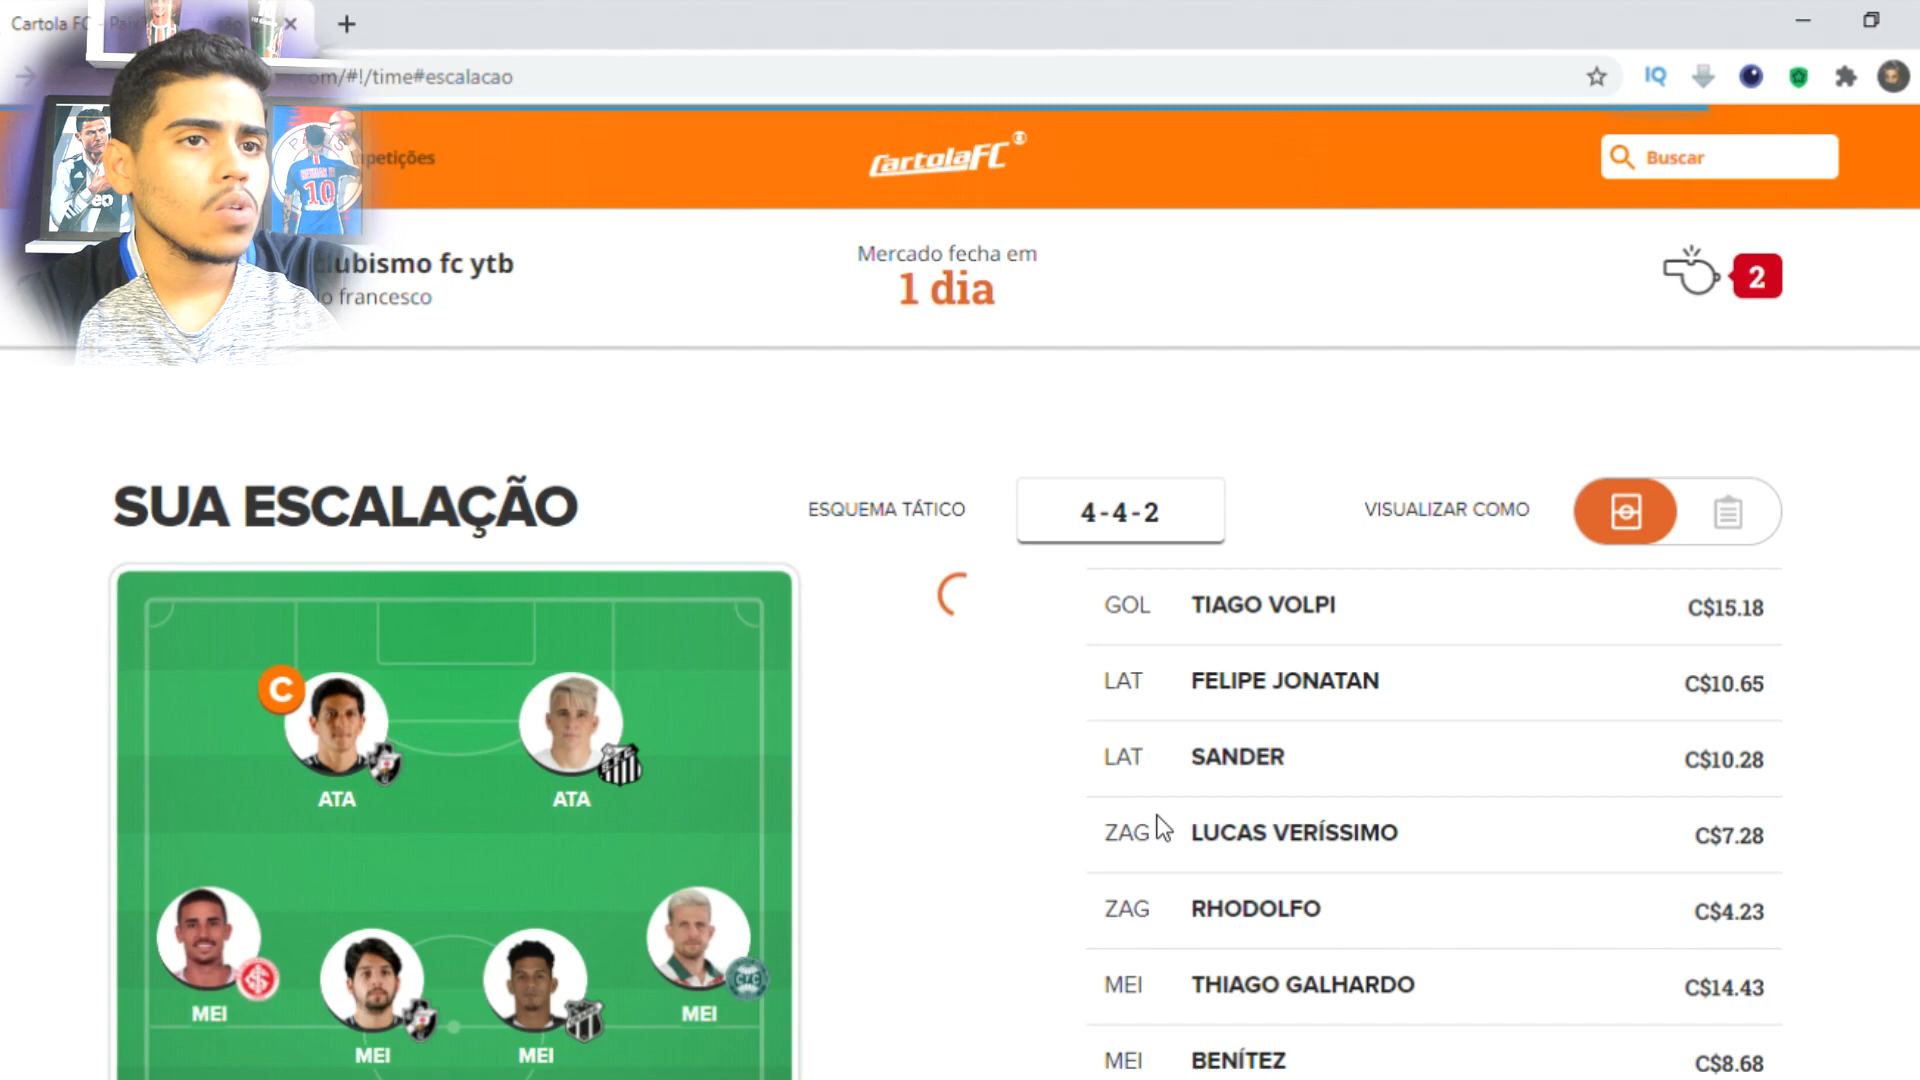 Cartola FC - Paix
om/#!/time#escalacao
IQ
petições
CartolaFC
Buscar
clubismo fc ytb
o francesco
Mercado fecha em
1 dia
2
SUA ESCALAÇÃO
ESQUEMA TÁTICO
4-4-2
VISUALIZAR COMO
GOL TIAGO VOLPI C$15.18
LAT FELIPE JONATAN C$10.65
LAT SANDER C$10.28
ZAG LUCAS VERÍSSIMO C$7.28
ZAG RHODOLFO C$4.23
MEI THIAGO GALHARDO C$14.43
MEI BENÍTEZ C$8.68
C
ATA
ATA
MEI
MEI
MEI
MEI
10